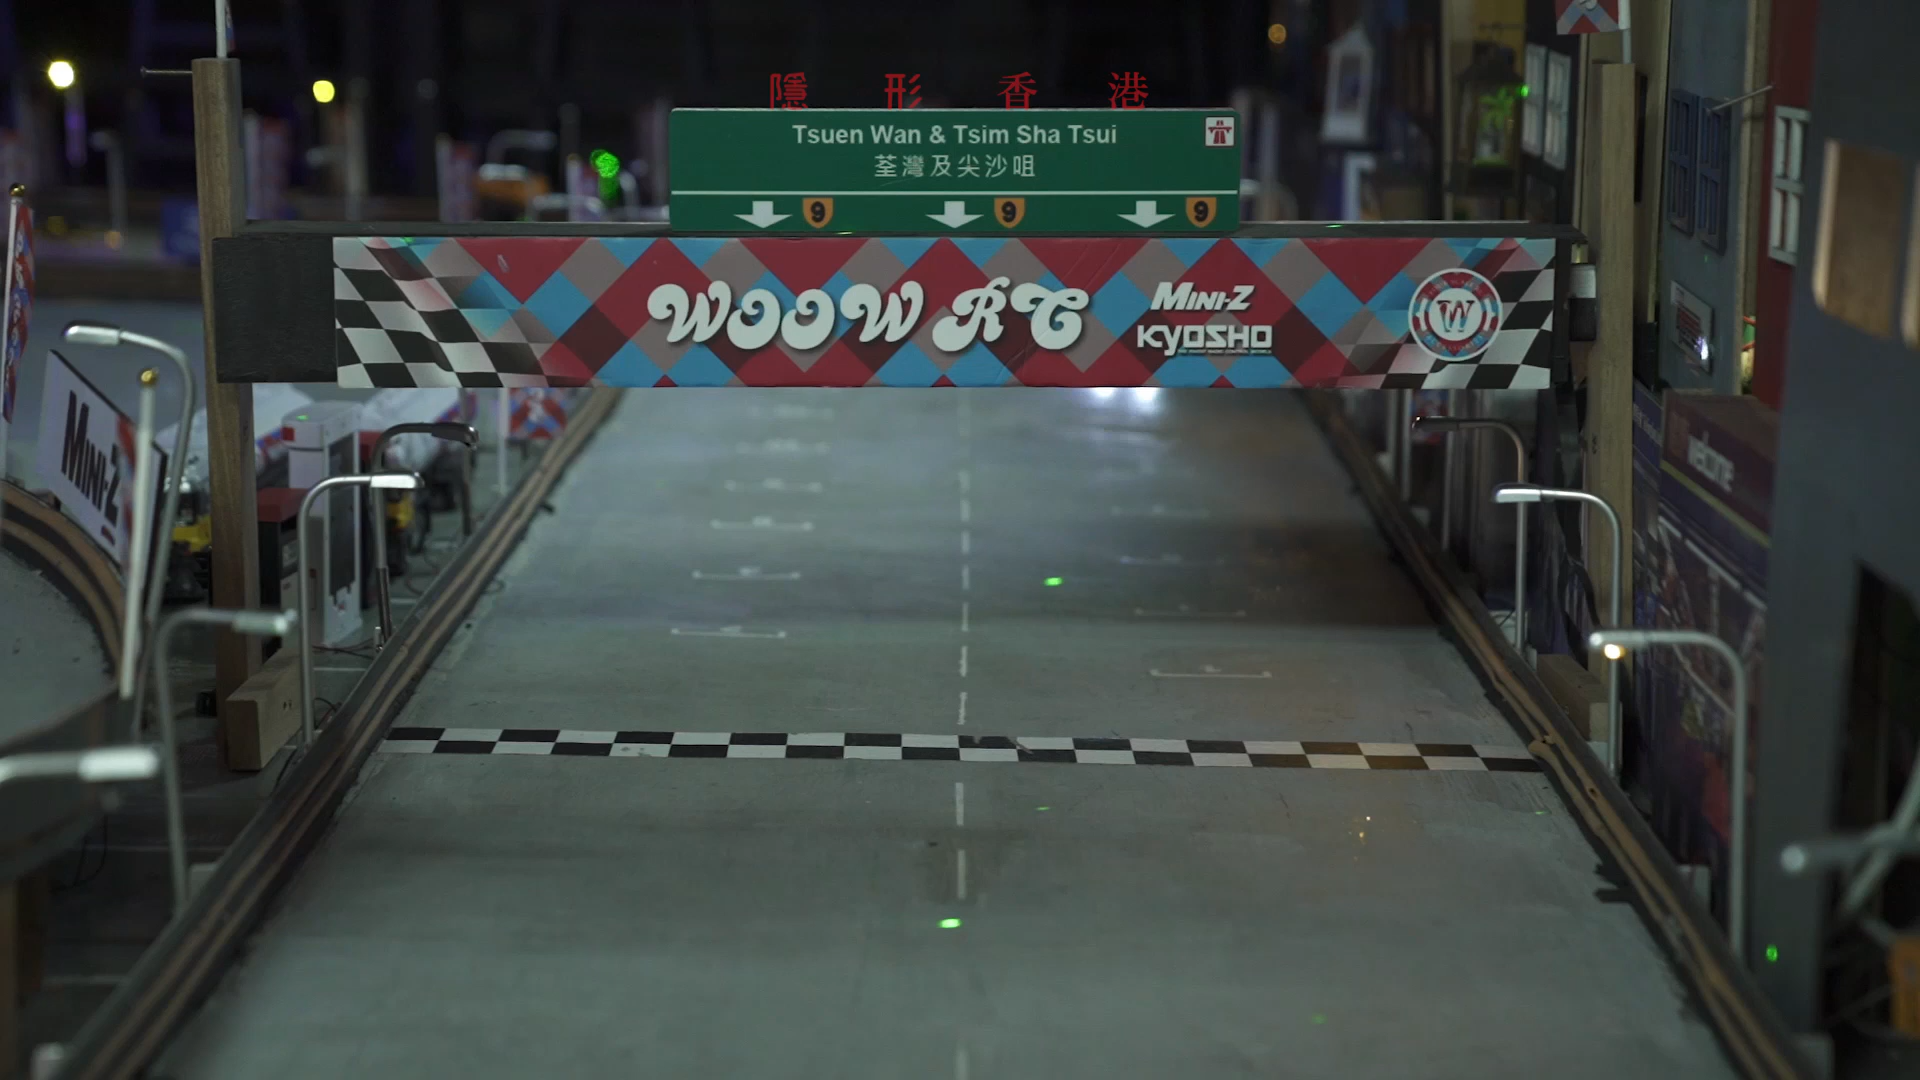 隱形香港
Tsuen Wan & Tsim Sha Tsui
荃灣及尖沙咀
9 9 9
WOOW RC
MINI-Z
KYOSHO
W
MINI-Z
welcome